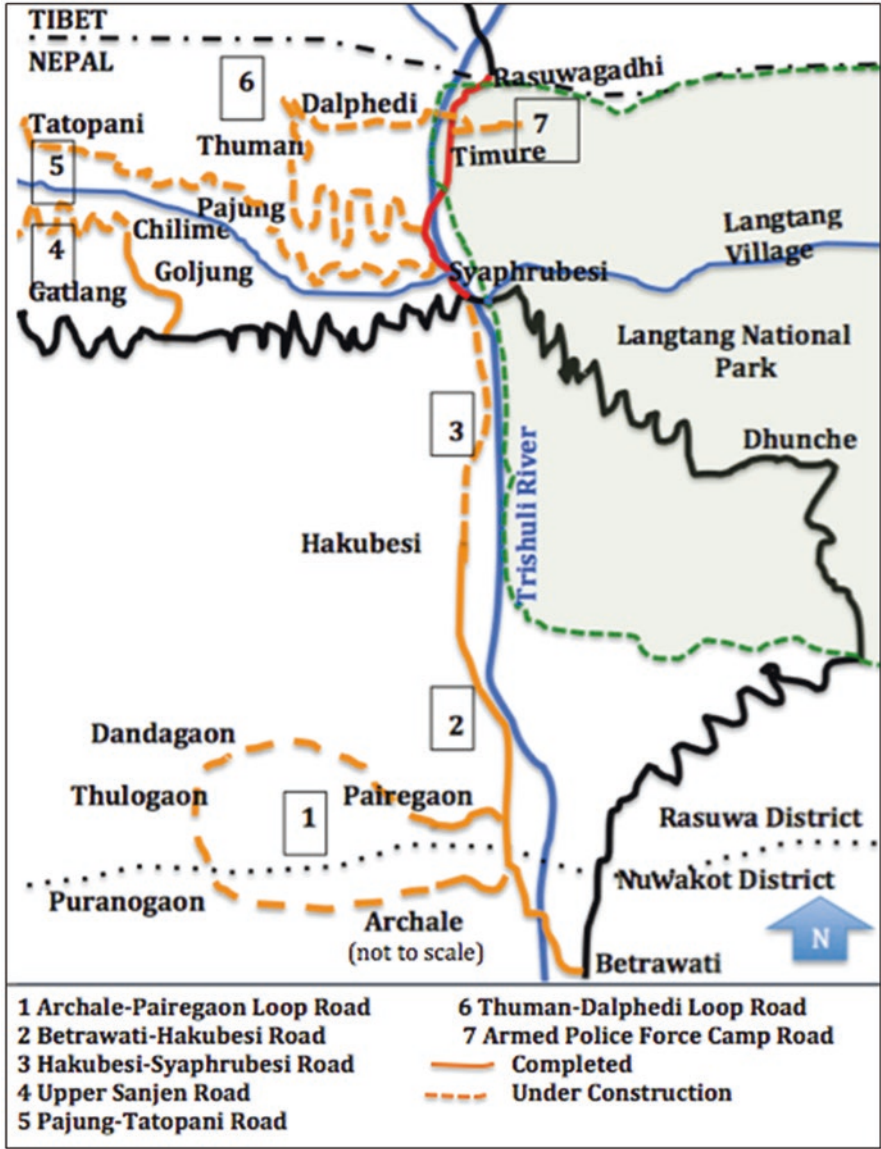 TIBET
NEPAL
6
Rasuwagadhi
Dalphedi
7
Tatopani
Thuman
Timure
5
Pajung
Langtang
Village
Chilime
4
Goljung
Syaphrubesi
Gatlang
Langtang National
Park
3
Dhunche
Trishuli River
Hakubesi
2
Dandagaon
Thulogaon
Pairegaon
1
Rasuwa District
Nuwakot District
Puranogaon
Archale
(not to scale)
N
Betrawati
1 Archale-Pairegaon Loop Road
2 Betrawati-Hakubesi Road
3 Hakubesi-Syaphrubesi Road
4 Upper Sanjen Road
5 Pajung-Tatopani Road
6 Thuman-Dalphedi Loop Road
7 Armed Police Force Camp Road
Completed
Under Construction